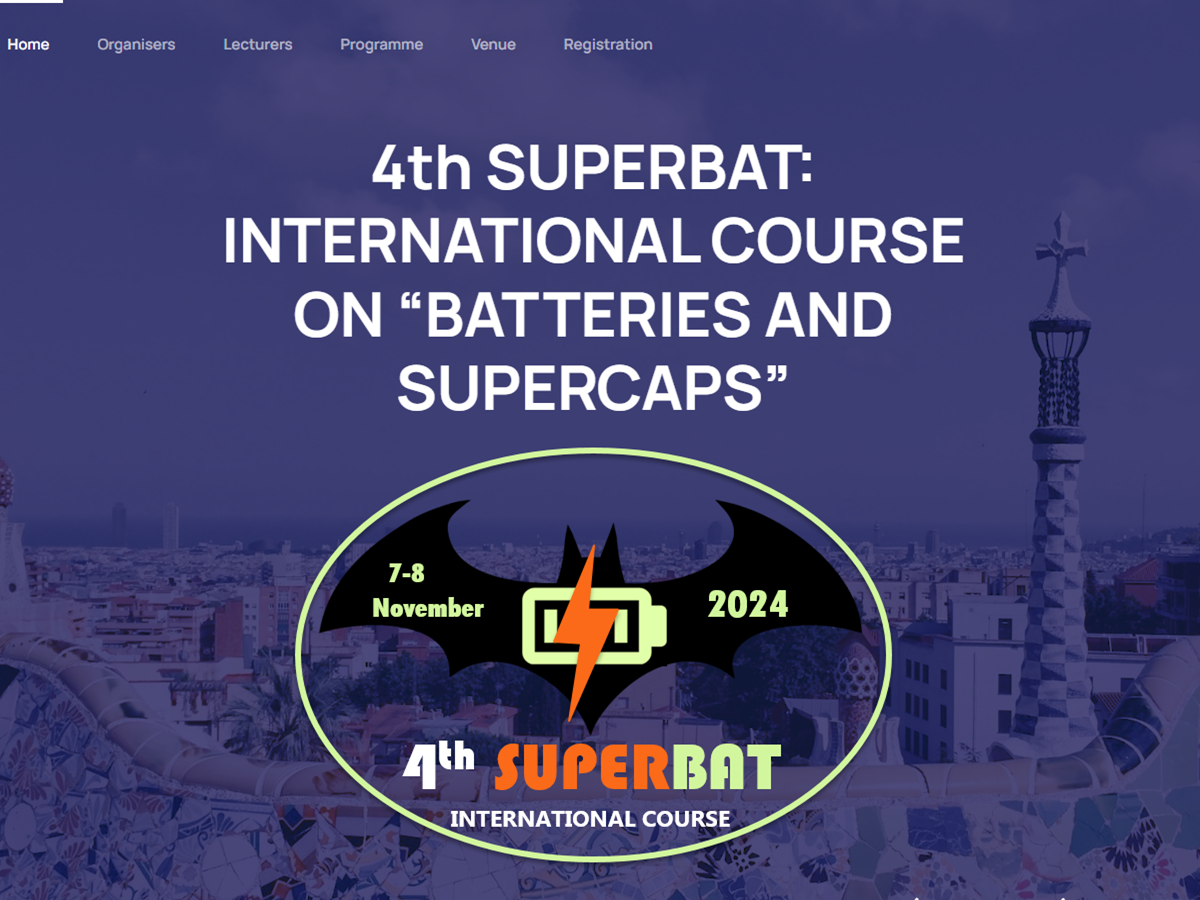 Home Organisers Lecturers Programme Venue Registration
4th SUPERBAT:
INTERNATIONAL COURSE
ON “BATTERIES AND
SUPERCAPS”
7-8
November
2024
4th SUPERBAT
INTERNATIONAL COURSE